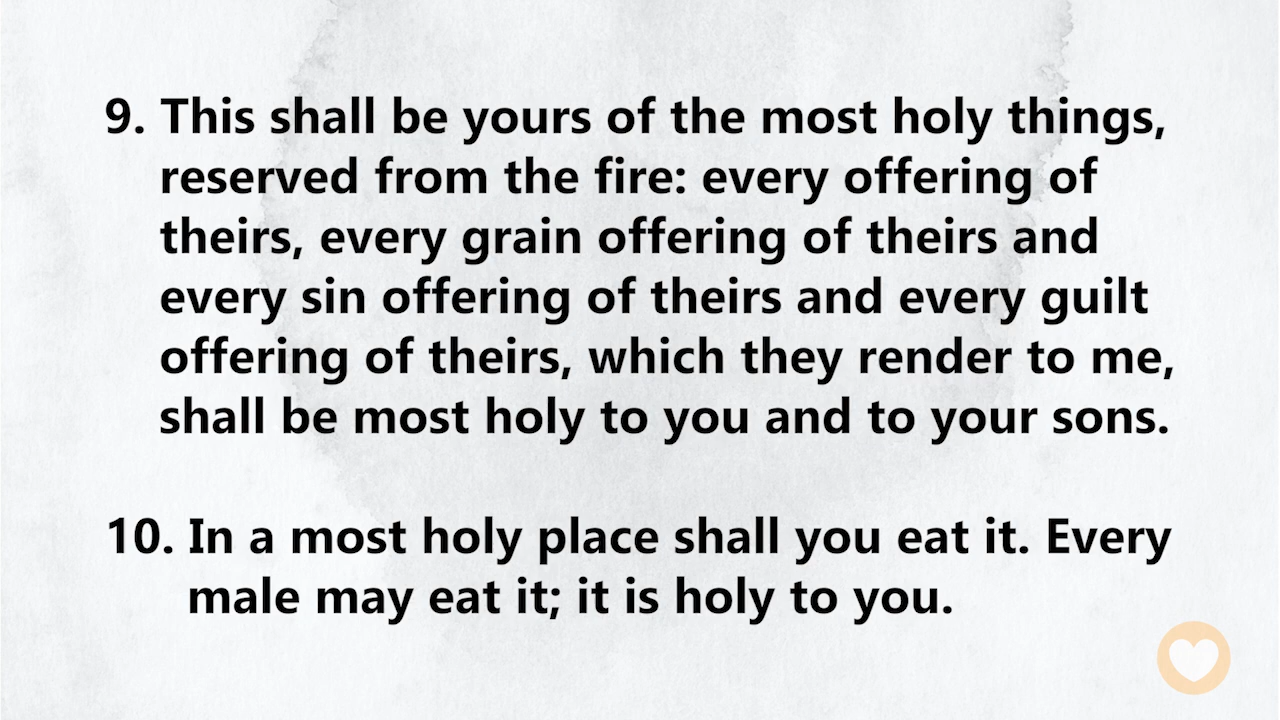 9. This shall be yours of the most holy things,
reserved from the fire: every offering of
theirs, every grain offering of theirs and
every sin offering of theirs and every guilt
offering of theirs, which they render to me,
shall be most holy to you and to your sons.
10. In a most holy place shall you eat it. Every
male may eat it; it is holy to you.